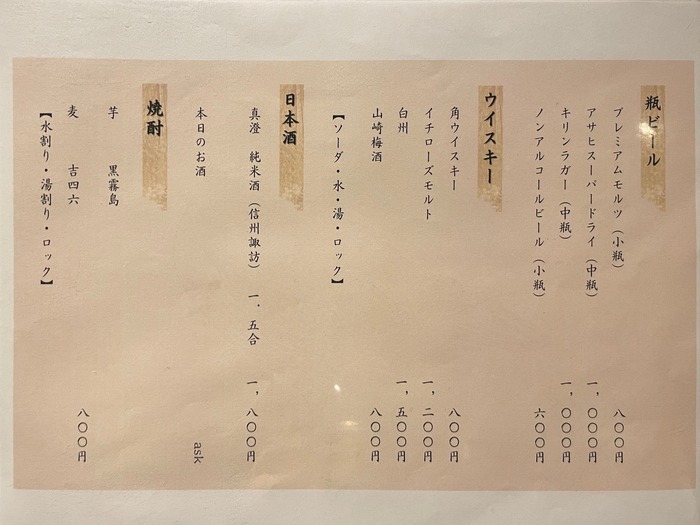 瓶ビール
プレミアムモルツ（小瓶） 八〇〇円
アサヒスーパードライ（中瓶） 一，〇〇〇円
キリンラガー（中瓶） 一，〇〇〇円
ノンアルコールビール（小瓶） 六〇〇円
ウイスキー
角ウイスキー 八〇〇円
イチローズモルト 一，二〇〇円
白州 一，五〇〇円
山崎梅酒 八〇〇円
【ソーダ・水・湯・ロック】
日本酒
真澄 純米酒（信州諏訪） 一．五合 一，八〇〇円
本日のお酒 ask
焼酎
芋 黒霧島
麦 吉四六 八〇〇円
【水割り・湯割り・ロック】